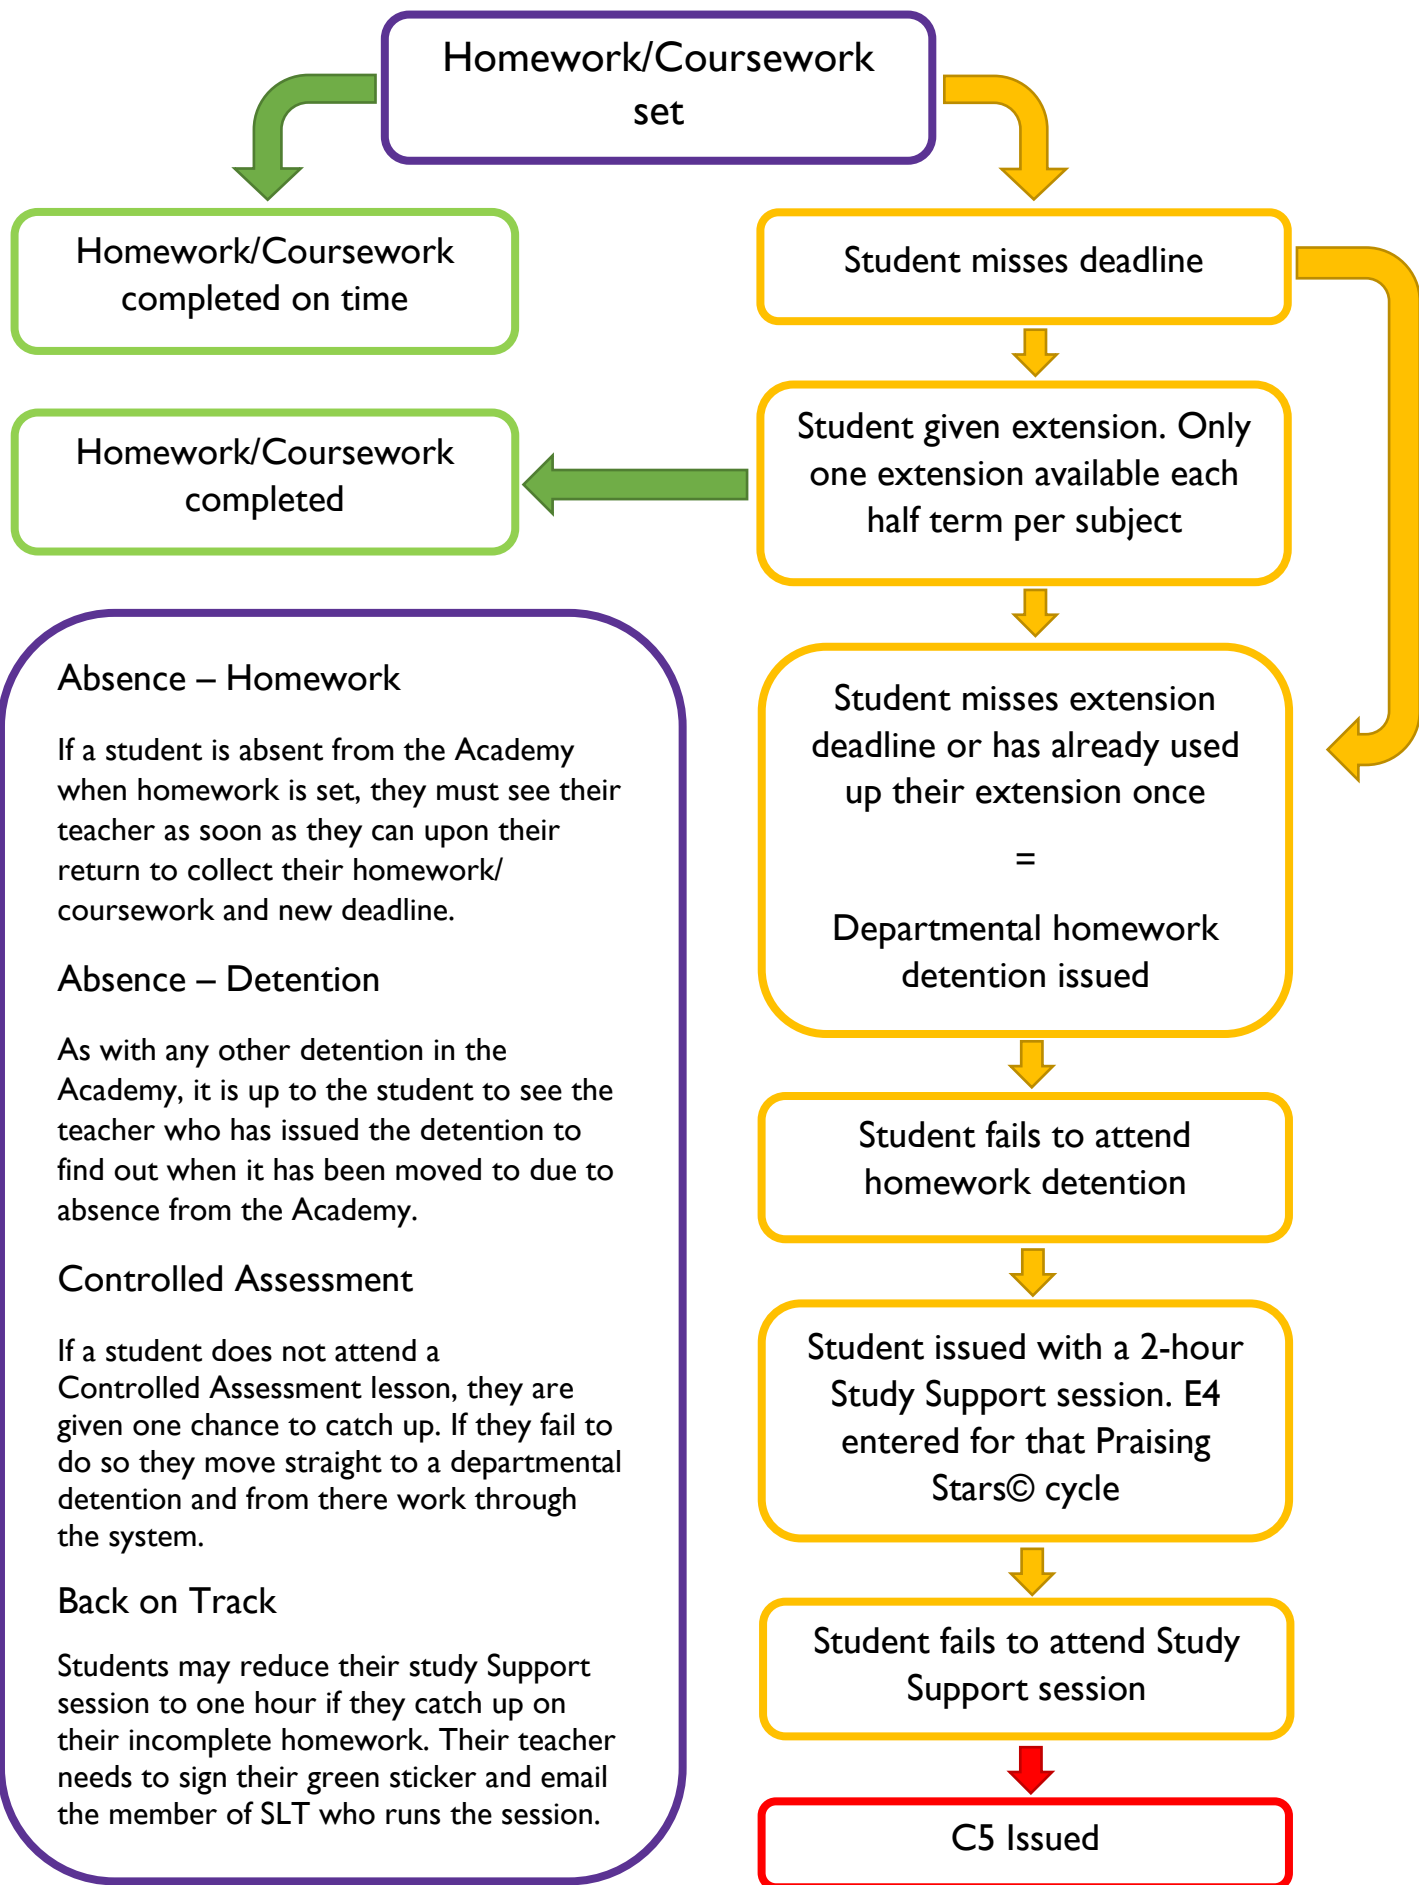 Homework/Coursework
set
Homework/Coursework
completed on time
Student misses deadline
Homework/Coursework
completed
Student given extension. Only
one extension available each
half term per subject
Student misses extension
deadline or has already used
up their extension once
=
Departmental homework
detention issued
Student fails to attend
homework detention
Student issued with a 2-hour
Study Support session. E4
entered for that Praising
Stars© cycle
Student fails to attend Study
Support session
C5 Issued
Absence – Homework
If a student is absent from the Academy
when homework is set, they must see their
teacher as soon as they can upon their
return to collect their homework/
coursework and new deadline.
Absence – Detention
As with any other detention in the
Academy, it is up to the student to see the
teacher who has issued the detention to
find out when it has been moved to due to
absence from the Academy.
Controlled Assessment
If a student does not attend a
Controlled Assessment lesson, they are
given one chance to catch up. If they fail to
do so they move straight to a departmental
detention and from there work through
the system.
Back on Track
Students may reduce their study Support
session to one hour if they catch up on
their incomplete homework. Their teacher
needs to sign their green sticker and email
the member of SLT who runs the session.